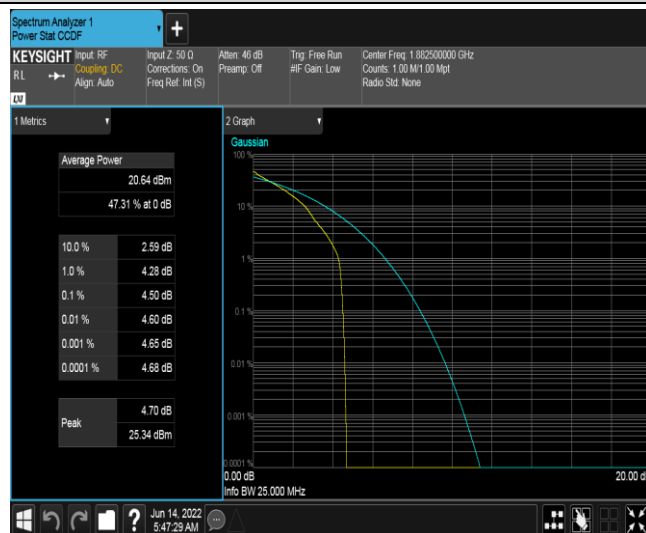 Spectrum Analyzer 1
Power Stat CCDF
+
KEYSIGHT
RL
LXI
Input: RF
Coupling: DC
Align: Auto
Input Z: 50 Ω
Corrections: On
Freq Ref: Int (S)
Atten: 46 dB
Preamp: Off
Trig: Free Run
#IF Gain: Low
Center Freq: 1.882500000 GHz
Counts: 1.00 M/1.00 Mpt
Radio Std: None
1 Metrics
Average Power
20.64 dBm
47.31 % at 0 dB
10.0 % 2.59 dB
1.0 % 4.28 dB
0.1 % 4.50 dB
0.01 % 4.60 dB
0.001 % 4.65 dB
0.0001 % 4.68 dB
Peak
4.70 dB
25.34 dBm
2 Graph
Gaussian
100 %
10 %
1 %
0.1 %
0.01 %
0.001 %
0.0001 %
0.00 dB
20.00 d
Info BW 25.000 MHz
?
Jun 14, 2022
5:47:29 AM